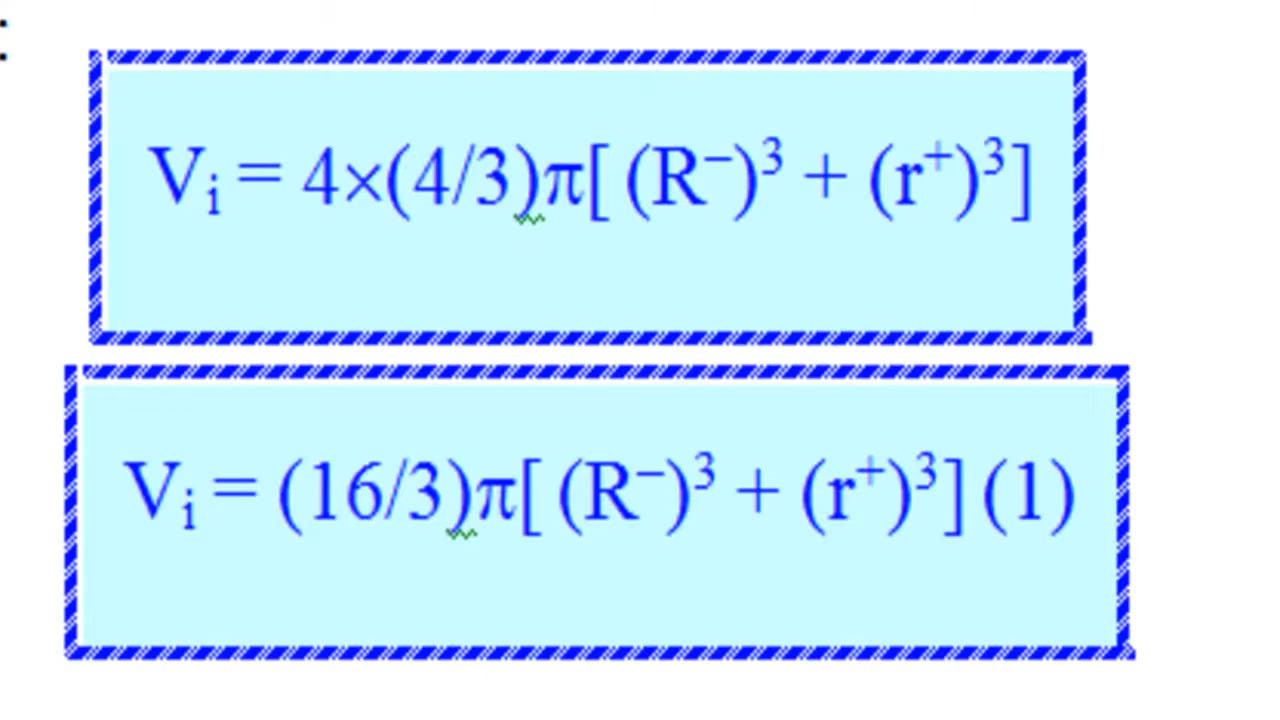 :
Vᵢ = 4×(4/3)π[ (R⁻)³ + (r⁺)³]
Vᵢ = (16/3)π[ (R⁻)³ + (r⁺)³] (1)